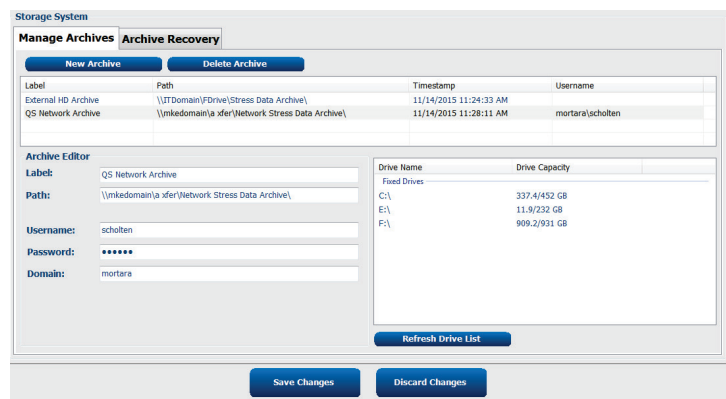 Storage System
Manage Archives Archive Recovery
New Archive Delete Archive
Label Path Timestamp Username
External HD Archive \\ITDomain\FDrive\Stress Data Archive\ 11/14/2015 11:24:33 AM
QS Network Archive \\mkedomain\a xfer\Network Stress Data Archive\ 11/14/2015 11:28:11 AM mortara\scholten
Archive Editor
Label: QS Network Archive
Path: \\mkedomain\a xfer\Network Stress Data Archive\
Username: scholten
Password: ••••••
Domain: mortara
Drive Name Drive Capacity
Fixed Drives
C:\ 337.4/452 GB
E:\ 11.9/232 GB
F:\ 909.2/931 GB
Refresh Drive List
Save Changes Discard Changes